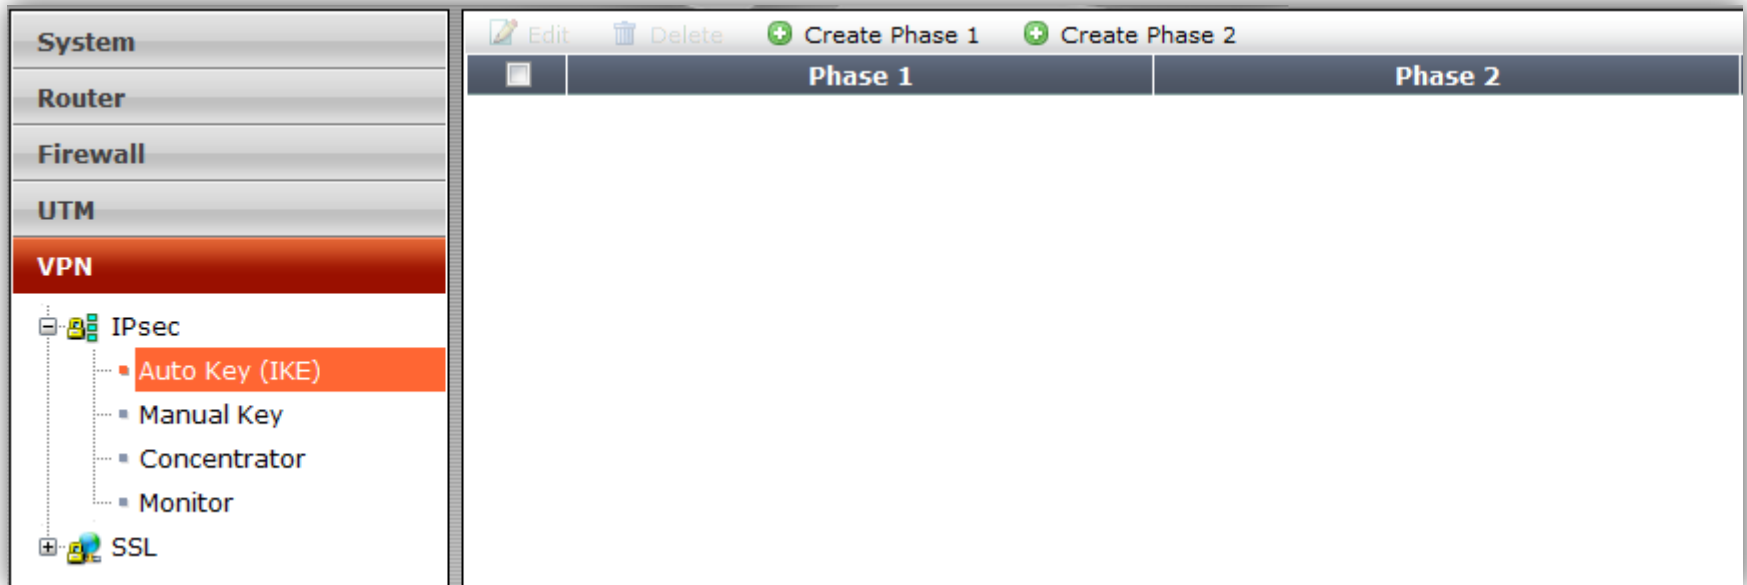 System
Router
Firewall
UTM
VPN
IPsec
Auto Key (IKE)
Manual Key
Concentrator
Monitor
SSL
Edit Delete Create Phase 1 Create Phase 2
Phase 1 Phase 2